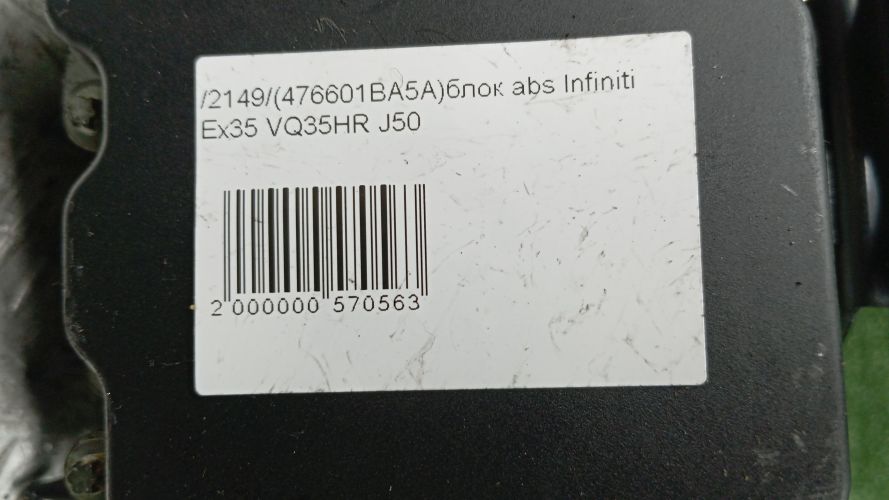 /2149/(476601BA5A)блок abs Infiniti
Ex35 VQ35HR J50
2 000000 570563